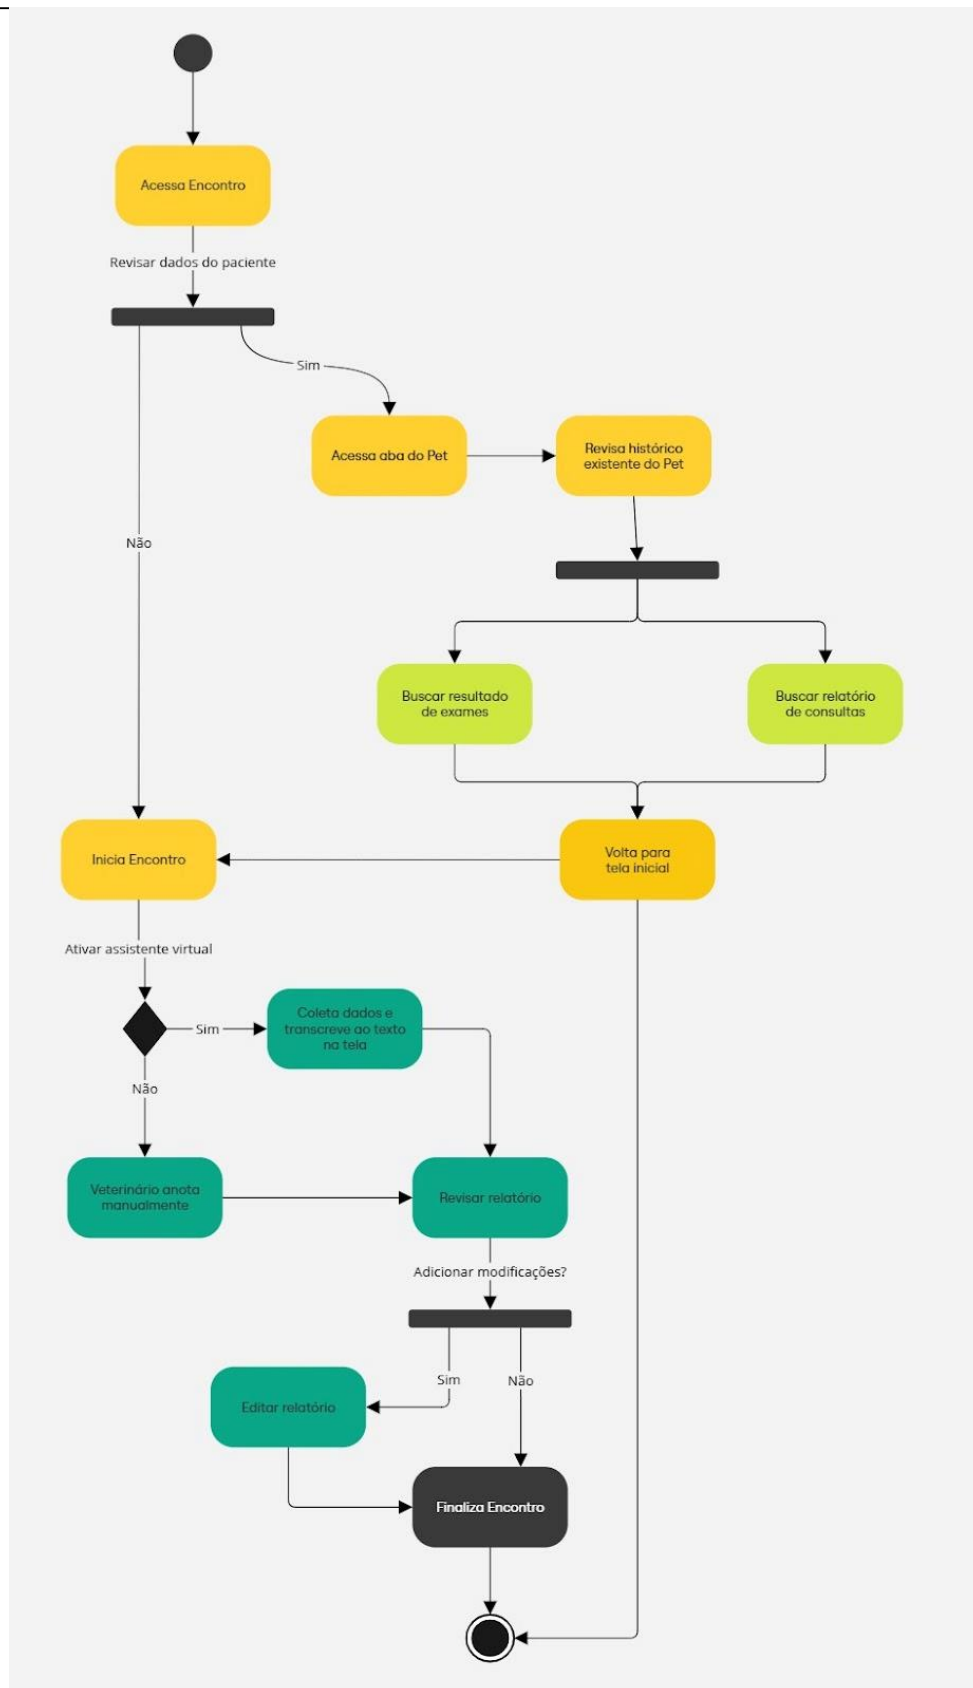 Acessa Encontro
Revisar dados do paciente
Sim
Acessa aba do Pet
Revisa histórico
existente do Pet
Não
Buscar resultado
de exames
Buscar relatório
de consultas
Inicia Encontro
Volta para
tela inicial
Ativar assistente virtual
Sim
Coleta dados e
transcreve ao texto
na tela
Não
Veterinário anota
manualmente
Revisar relatório
Adicionar modificações?
Sim
Não
Editar relatório
Finaliza Encontro